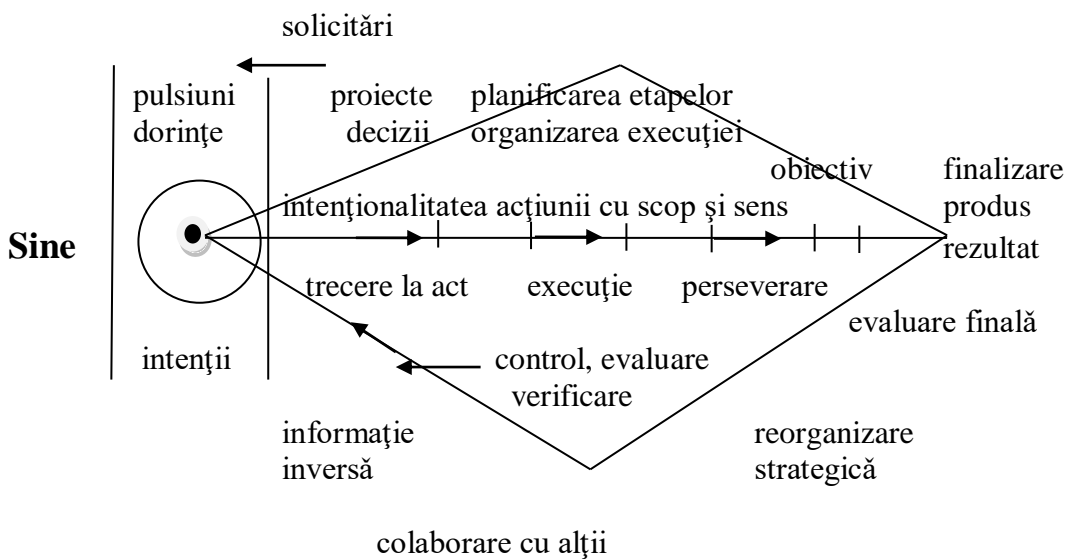 solicitări
pulsiuni
dorinţe
proiecte
decizii
planificarea etapelor
organizarea execuţiei
obiectiv
finalizare
produs
rezultat
intenţionalitatea acţiunii cu scop şi sens
Sine
trecere la act
execuţie
perseverare
evaluare finală
intenţii
control, evaluare
verificare
informaţie
inversă
reorganizare
strategică
colaborare cu alţii